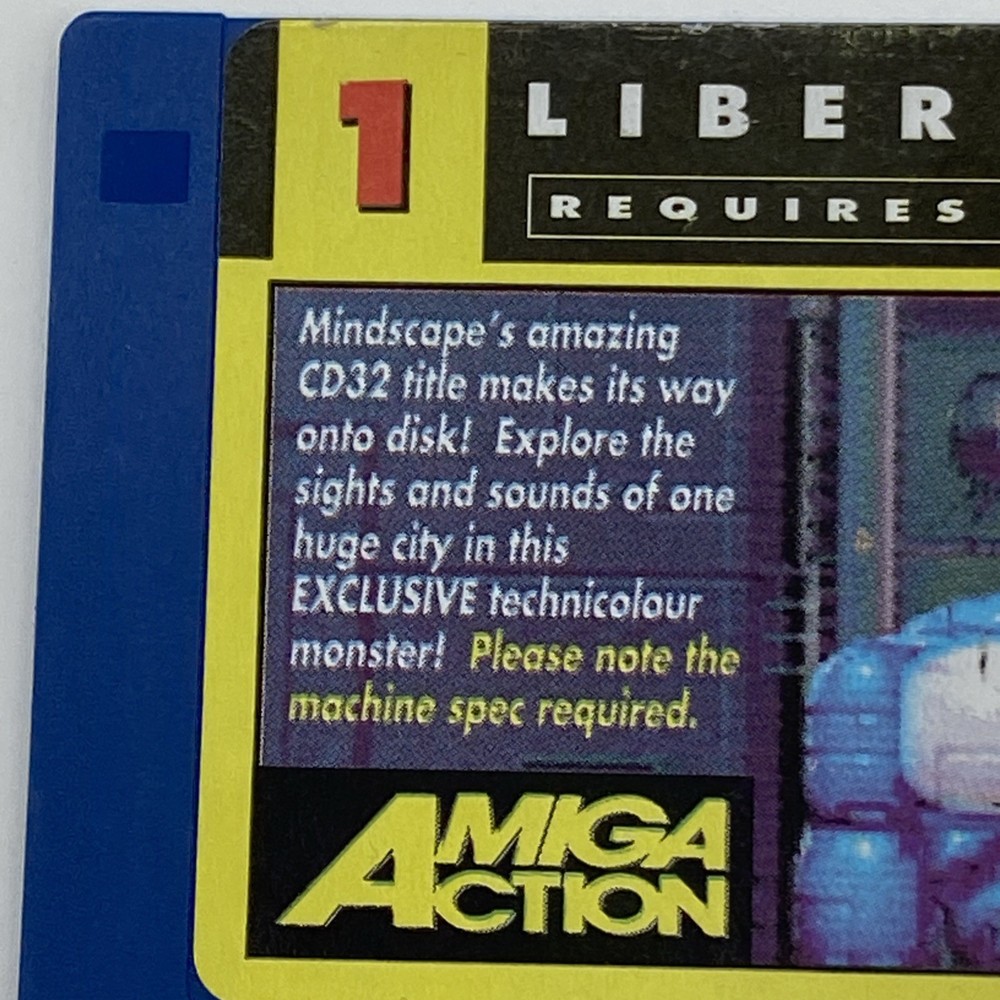 1
LIBER
REQUIRES
Mindscape's amazing
CD32 title makes its way
onto disk! Explore the
sights and sounds of one
huge city in this
EXCLUSIVE technicolour
monster! Please note the
machine spec required.
AMIGA
ACTION